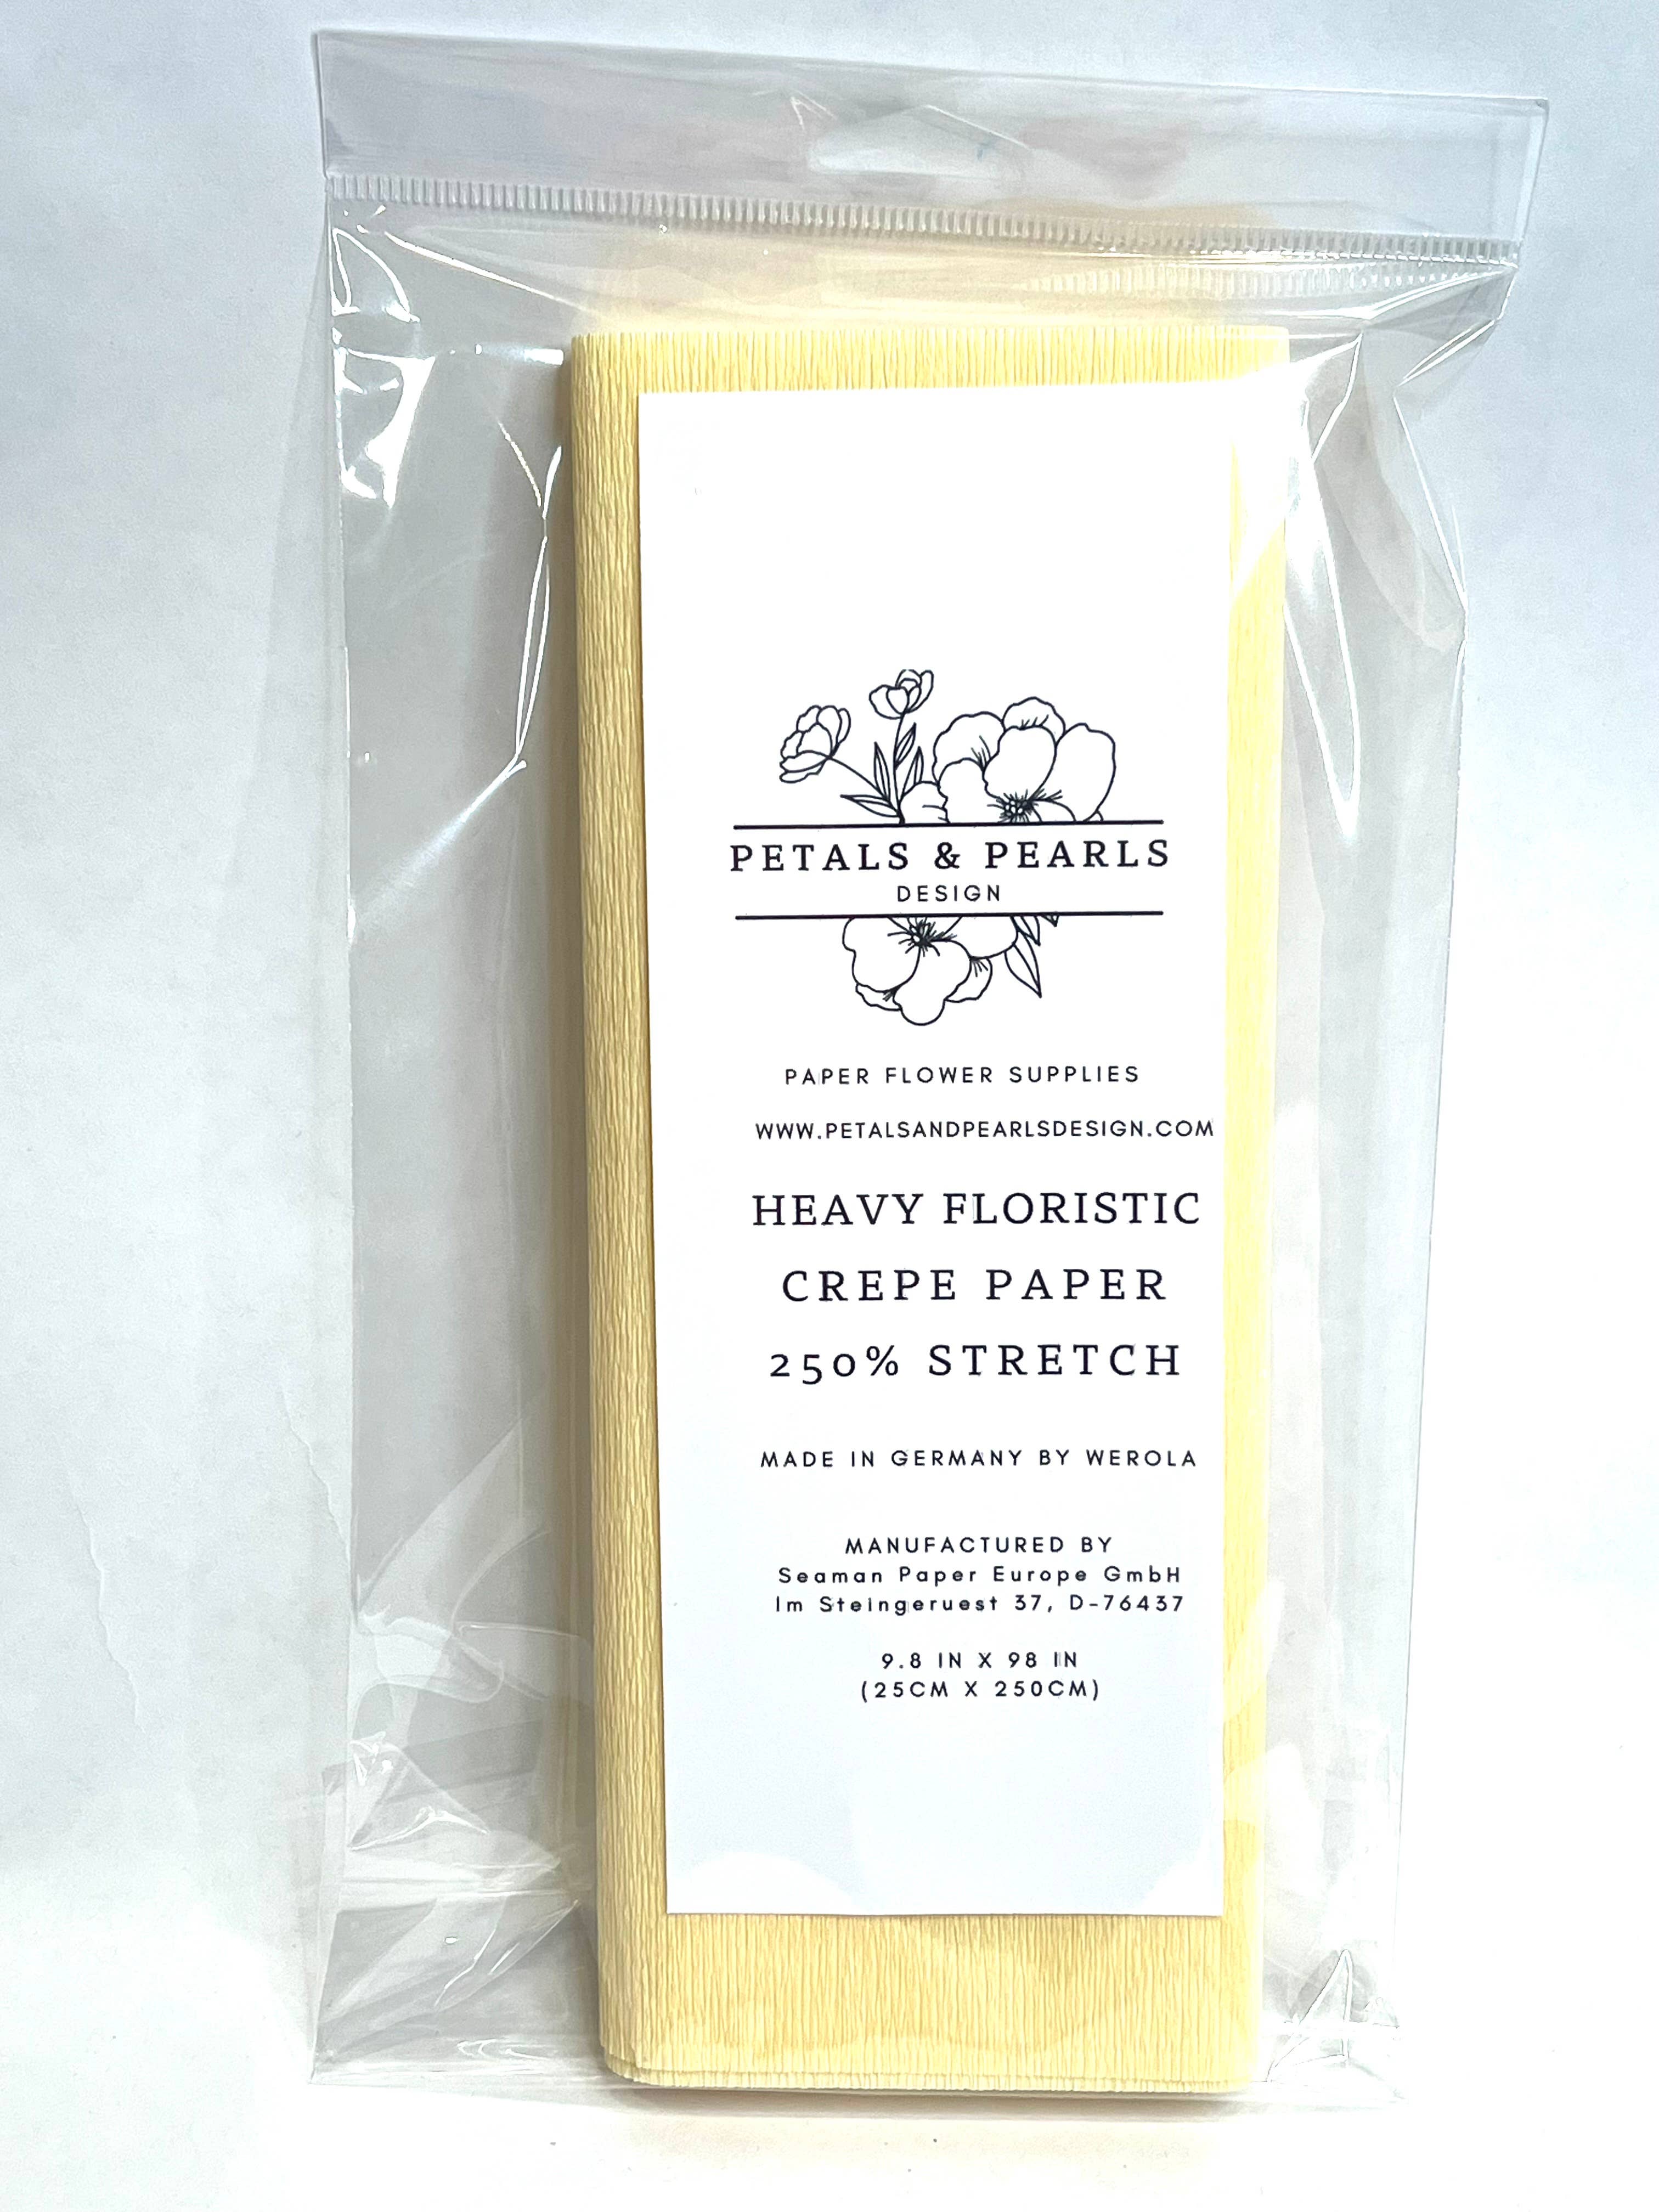 PETALS & PEARLS
DESIGN
PAPER FLOWER SUPPLIES
WWW.PETALSANDPEARLSDESIGN.COM
HEAVY FLORISTIC
CREPE PAPER
250% STRETCH
MADE IN GERMANY BY WEROLA
MANUFACTURED BY
Seaman Paper Europe GmbH
Im Steingeruest 37, D-76437
9.8 IN X 98 IN
(25CM X 250CM)